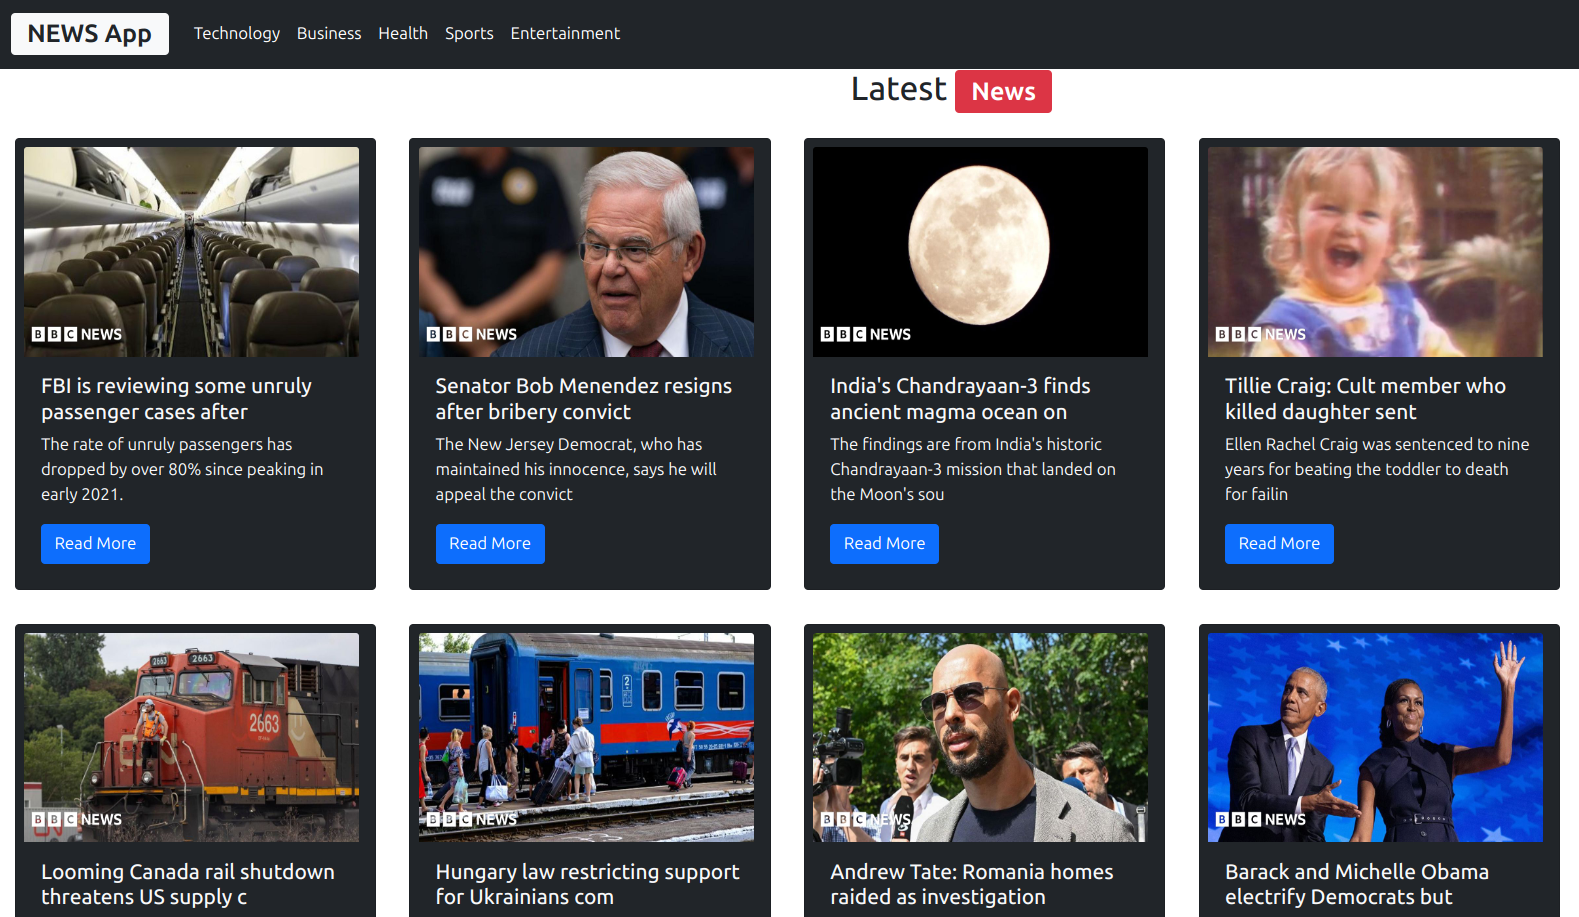 NEWS App Technology Business Health Sports Entertainment
Latest News
BBC NEWS
FBI is reviewing some unruly
passenger cases after
The rate of unruly passengers has
dropped by over 80% since peaking in
early 2021.
Read More
BBC NEWS
Senator Bob Menendez resigns
after bribery convict
The New Jersey Democrat, who has
maintained his innocence, says he will
appeal the convict
Read More
BBC NEWS
India's Chandrayaan-3 finds
ancient magma ocean on
The findings are from India's historic
Chandrayaan-3 mission that landed on
the Moon's sou
Read More
BBC NEWS
Tillie Craig: Cult member who
killed daughter sent
Ellen Rachel Craig was sentenced to nine
years for beating the toddler to death
for failin
Read More
2663 2663
2663
CN
BBC NEWS
Looming Canada rail shutdown
threatens US supply c
2
BBC NEWS
Hungary law restricting support
for Ukrainians com
BBC NEWS
Andrew Tate: Romania homes
raided as investigation
BBC NEWS
Barack and Michelle Obama
electrify Democrats but